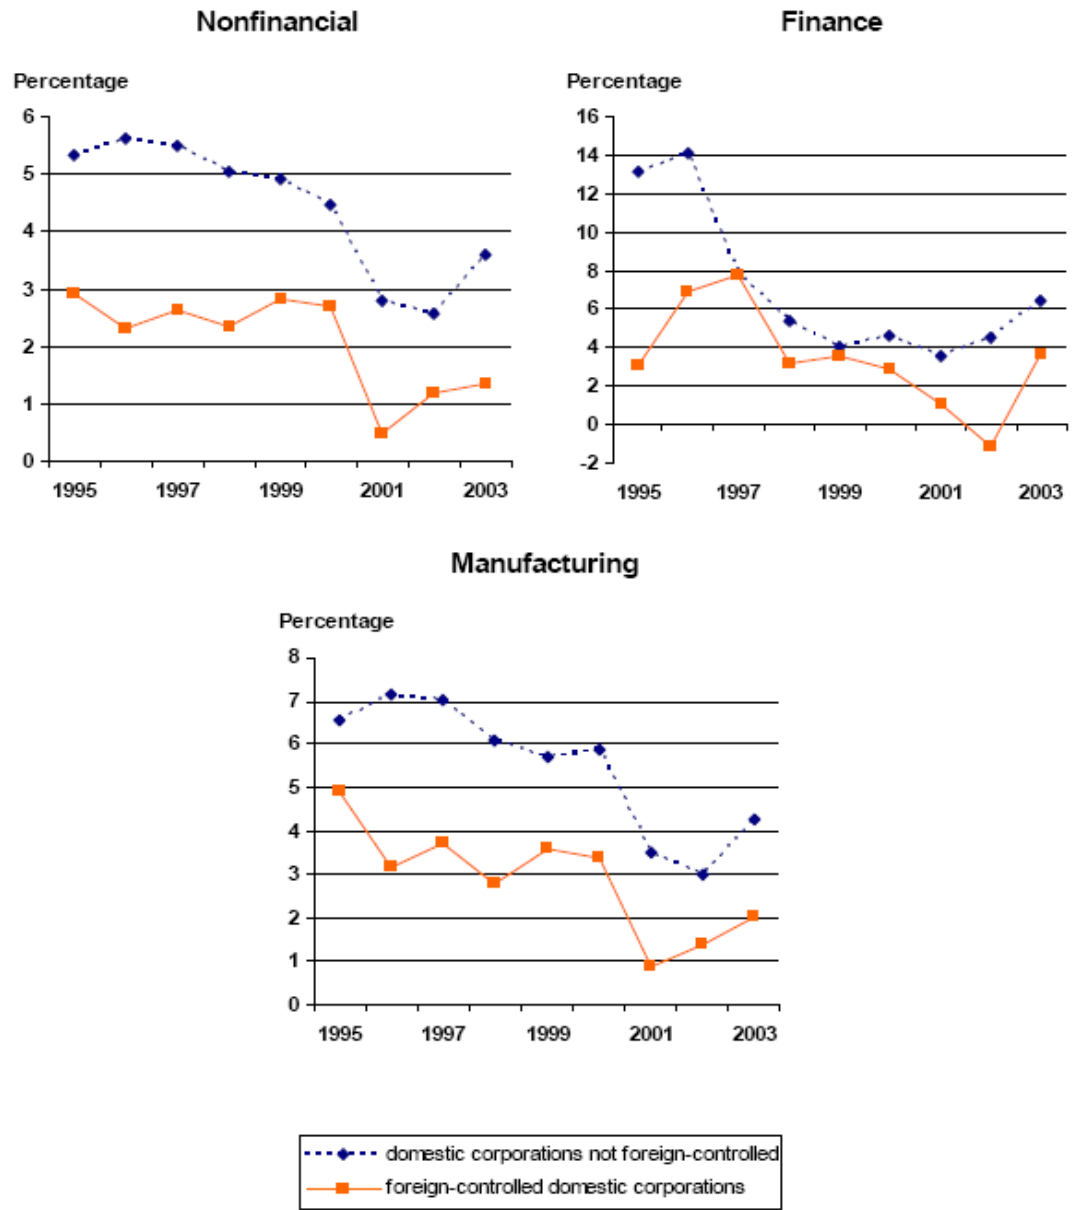 Nonfinancial
Percentage
6
5
4
3
2
1
0
1995 1997 1999 2001 2003
Finance
Percentage
16
14
12
10
8
6
4
2
0
-2
1995 1997 1999 2001 2003
Manufacturing
Percentage
8
7
6
5
4
3
2
1
0
1995 1997 1999 2001 2003
domestic corporations not foreign-controlled
foreign-controlled domestic corporations